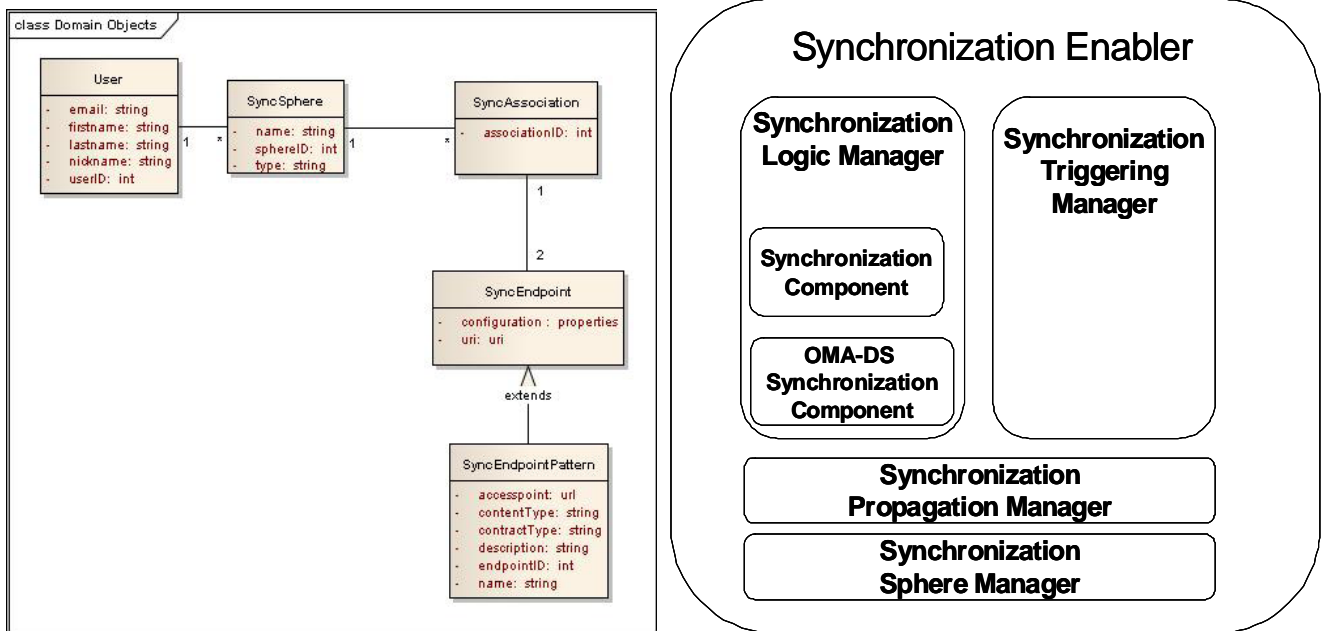 class Domain Objects
User
- email: string
- firstname: string
- lastname: string
- nickname: string
- userID: int
1
*
SyncSphere
- name: string
- sphereID: int
- type: string
1
*
SyncAssociation
- associationID: int
1
2
SyncEndpoint
- configuration : properties
- uri: uri
extends
SyncEndpointPattern
- accesspoint: url
- contentType: string
- contractType: string
- description: string
- endpointID: int
- name: string
Synchronization Enabler
Synchronization
Logic Manager
Synchronization
Component
OMA-DS
Synchronization
Component
Synchronization
Triggering
Manager
Synchronization
Propagation Manager
Synchronization
Sphere Manager